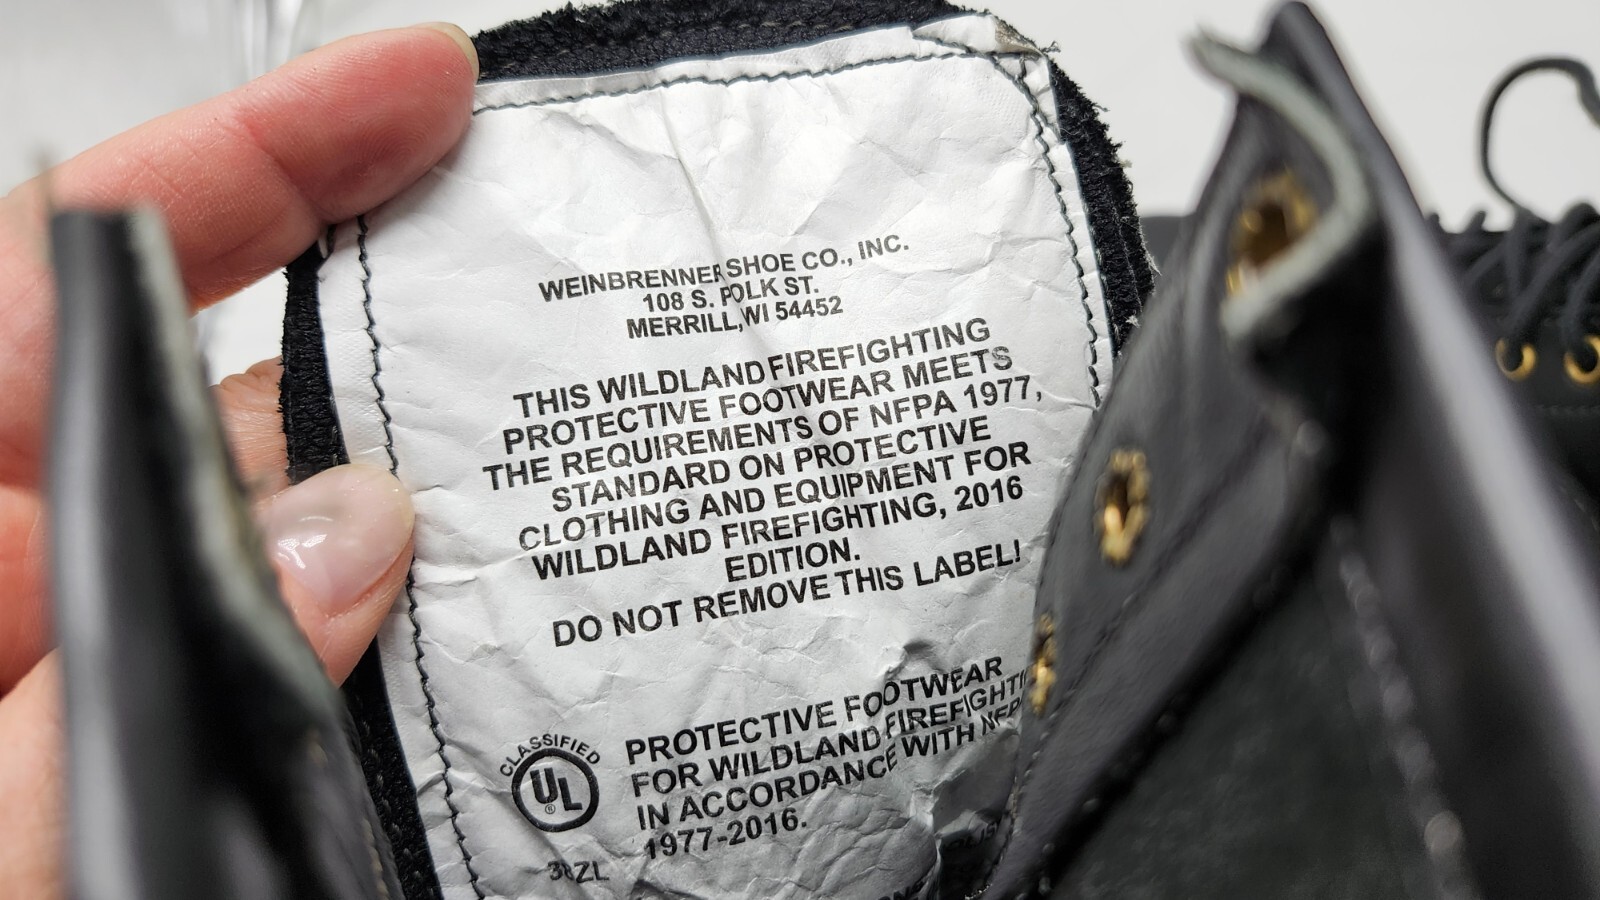 WEINBRENNER SHOE CO., INC.
108 S. POLK ST.
MERRILL, WI 54452
THIS WILDLAND FIREFIGHTING
PROTECTIVE FOOTWEAR MEETS
THE REQUIREMENTS OF NFPA 1977,
STANDARD ON PROTECTIVE
CLOTHING AND EQUIPMENT FOR
WILDLAND FIREFIGHTING, 2016
EDITION.
DO NOT REMOVE THIS LABEL!
CLASSIFIED
UL
®
PROTECTIVE FOOTWEAR
FOR WILDLAND FIREFIGHTI
IN ACCORDANCE WITH NFP
1977-2016.